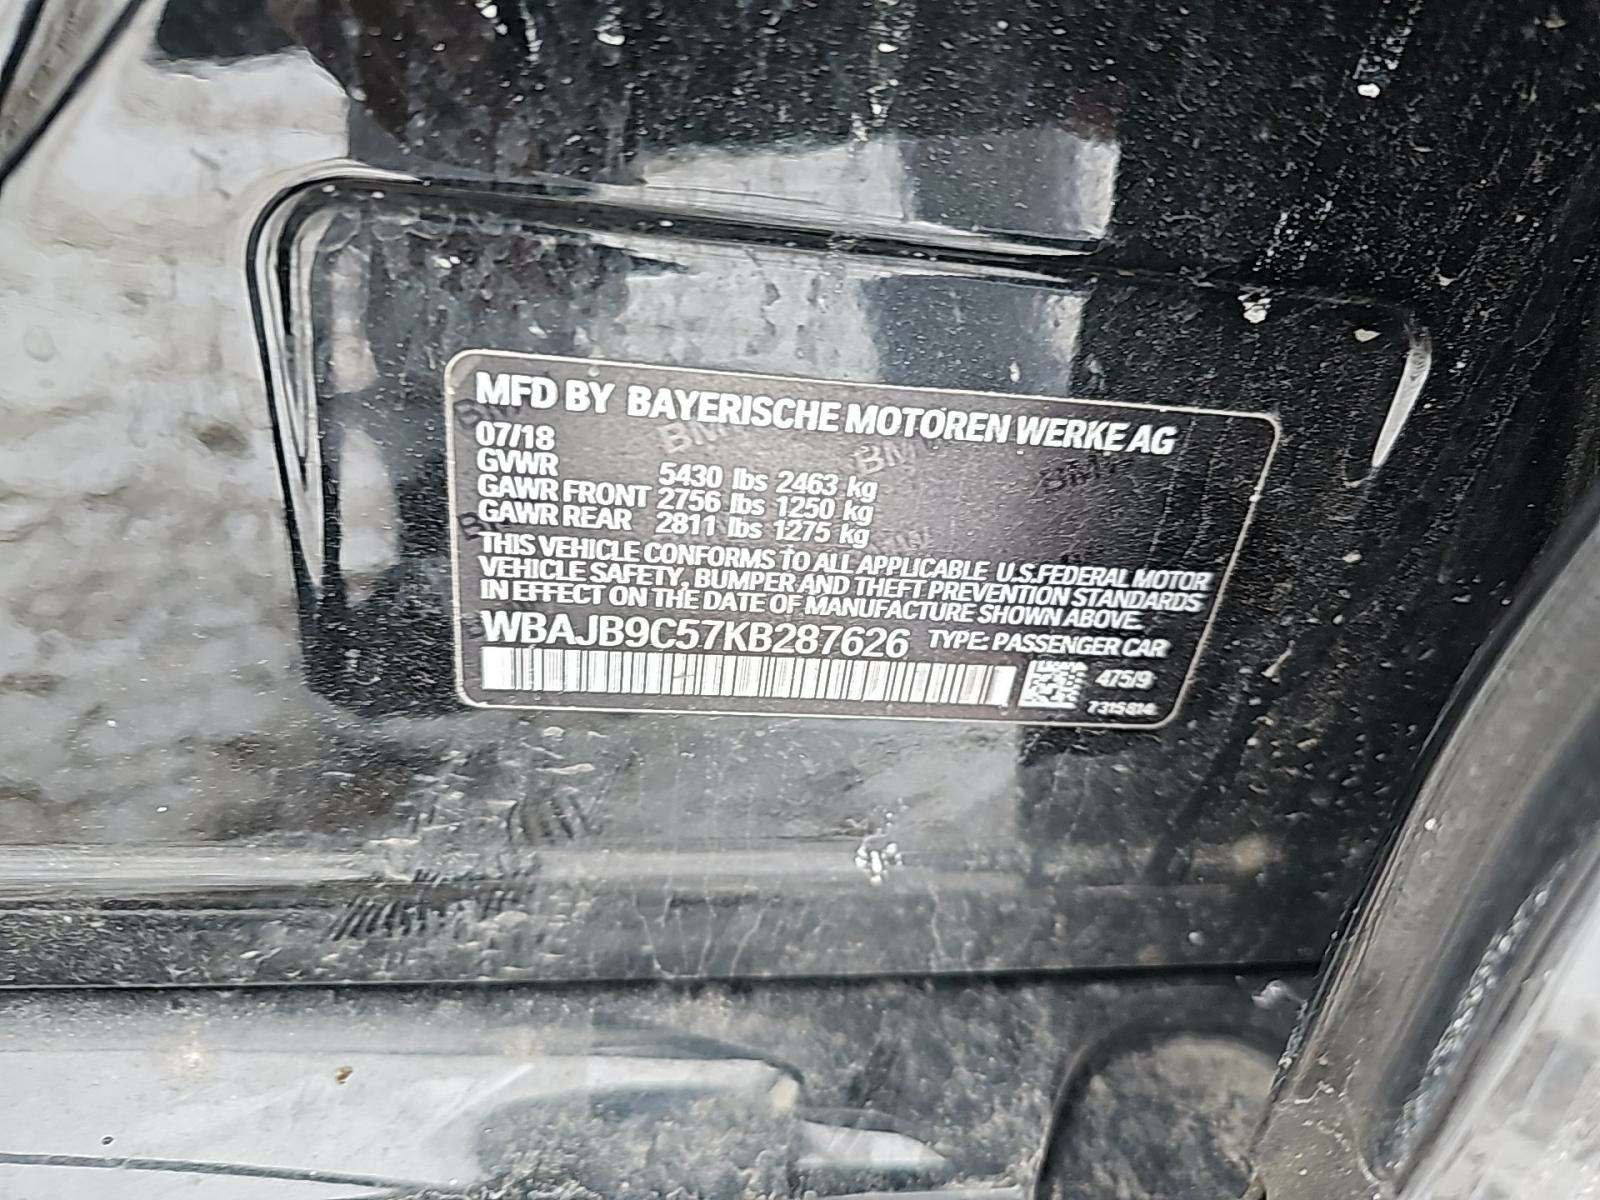 MFD BY BAYERISCHE MOTOREN WERKE AG
07/18
GVWR 5430 lbs 2463 kg
GAWR FRONT 2756 lbs 1250 kg
GAWR REAR 2811 lbs 1275 kg
THIS VEHICLE CONFORMS TO ALL APPLICABLE U.S.FEDERAL MOTOR
VEHICLE SAFETY, BUMPER AND THEFT PREVENTION STANDARDS
IN EFFECT ON THE DATE OF MANUFACTURE SHOWN ABOVE.
WBAJB9C57KB287626 TYPE: PASSENGER CAR
475/9
7315814